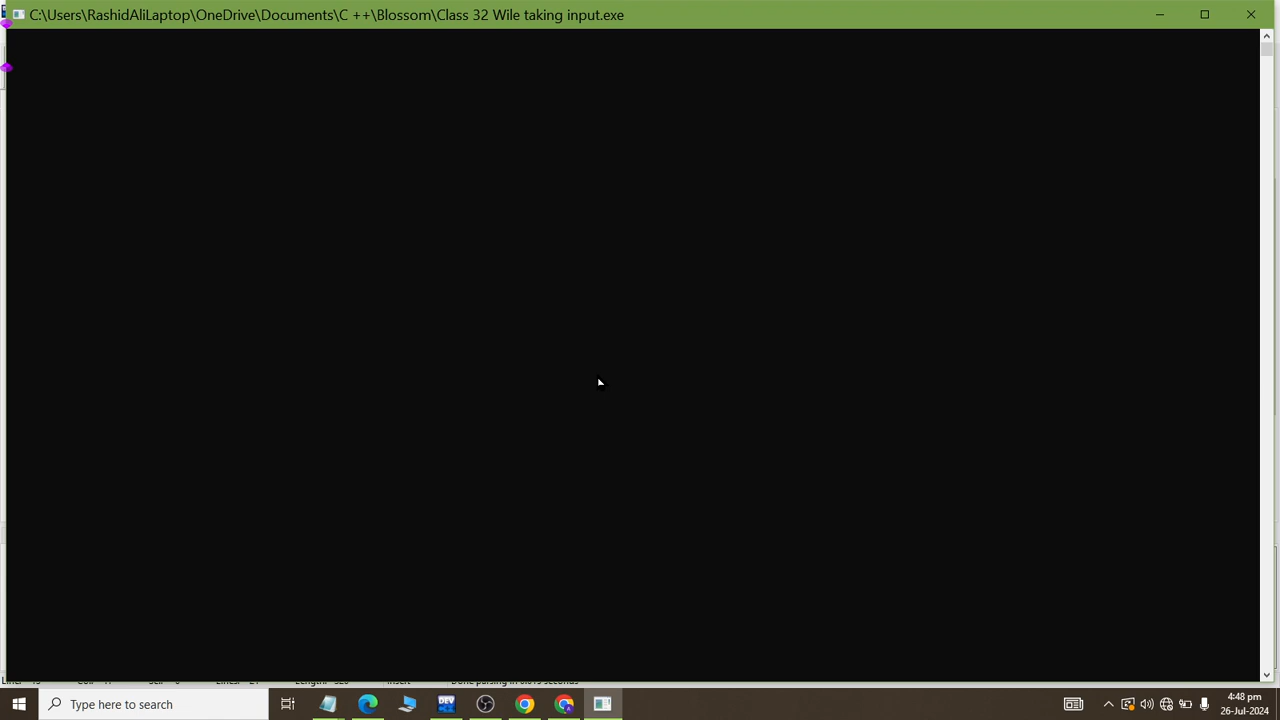 C:\Users\RashidAliLaptop\OneDrive\Documents\C ++\Blossom\Class 32 Wile taking input.exe
Type here to search
DEV
4:48 pm
26-Jul-2024